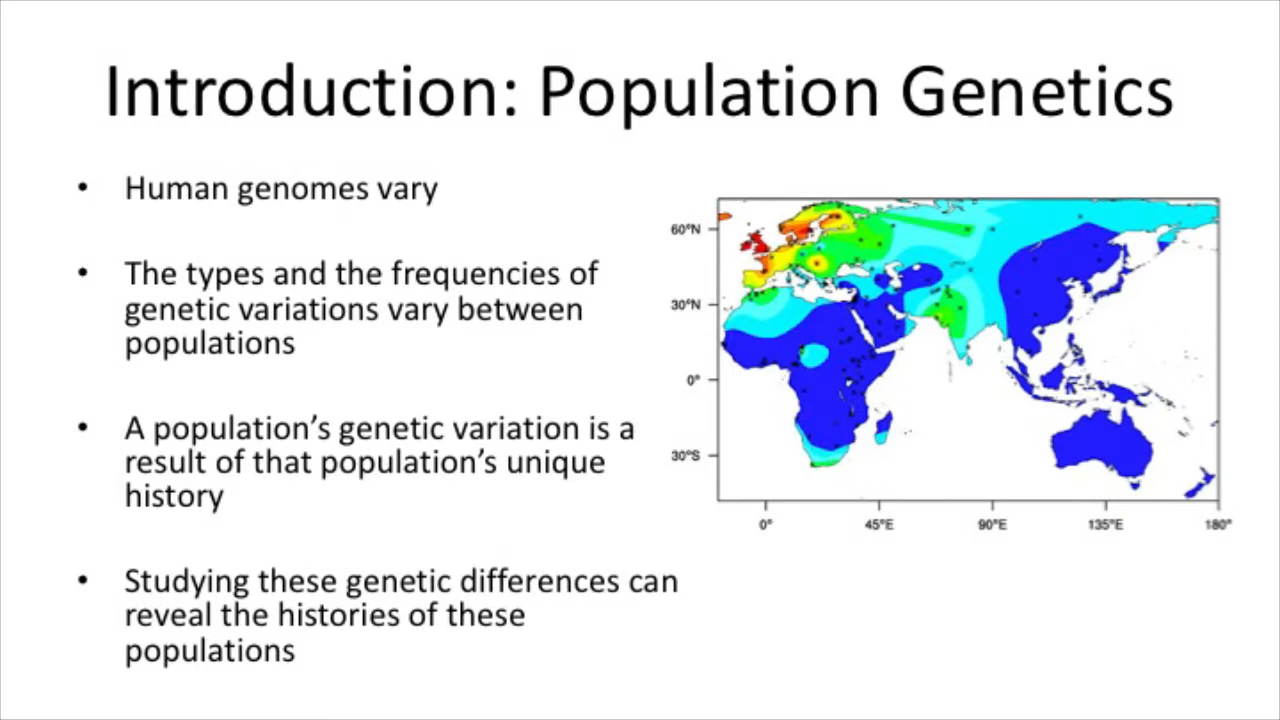 Introduction: Population Genetics
• Human genomes vary
• The types and the frequencies of
genetic variations vary between
populations
• A population’s genetic variation is a
result of that population’s unique
history
• Studying these genetic differences can
reveal the histories of these
populations
60°N
30°N
0°
30°S
0° 45°E 90°E 135°E 180°